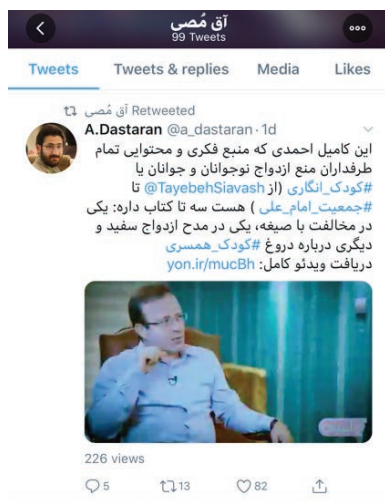 آق مُصی
99 Tweets
Tweets
Tweets & replies
Media
Likes
آق مُصی Retweeted
A.Dastaran @a_dastaran · 1d
این کامیل احمدی که منبع فکری و محتوایی تمام
طرفداران منع ازدواج نوجوانان و جوانان یا
#کودک_انگاری (از @TayebehSiavash تا
#جمعیت_امام_علی ) هست سه تا کتاب داره: یکی
در مخالفت با صیغه، یکی در مدح ازدواج سفید و
دیگری درباره دروغ #کودک_همسری
دریافت ویدئو کامل: yon.ir/mucBh
226 views
5
13
82